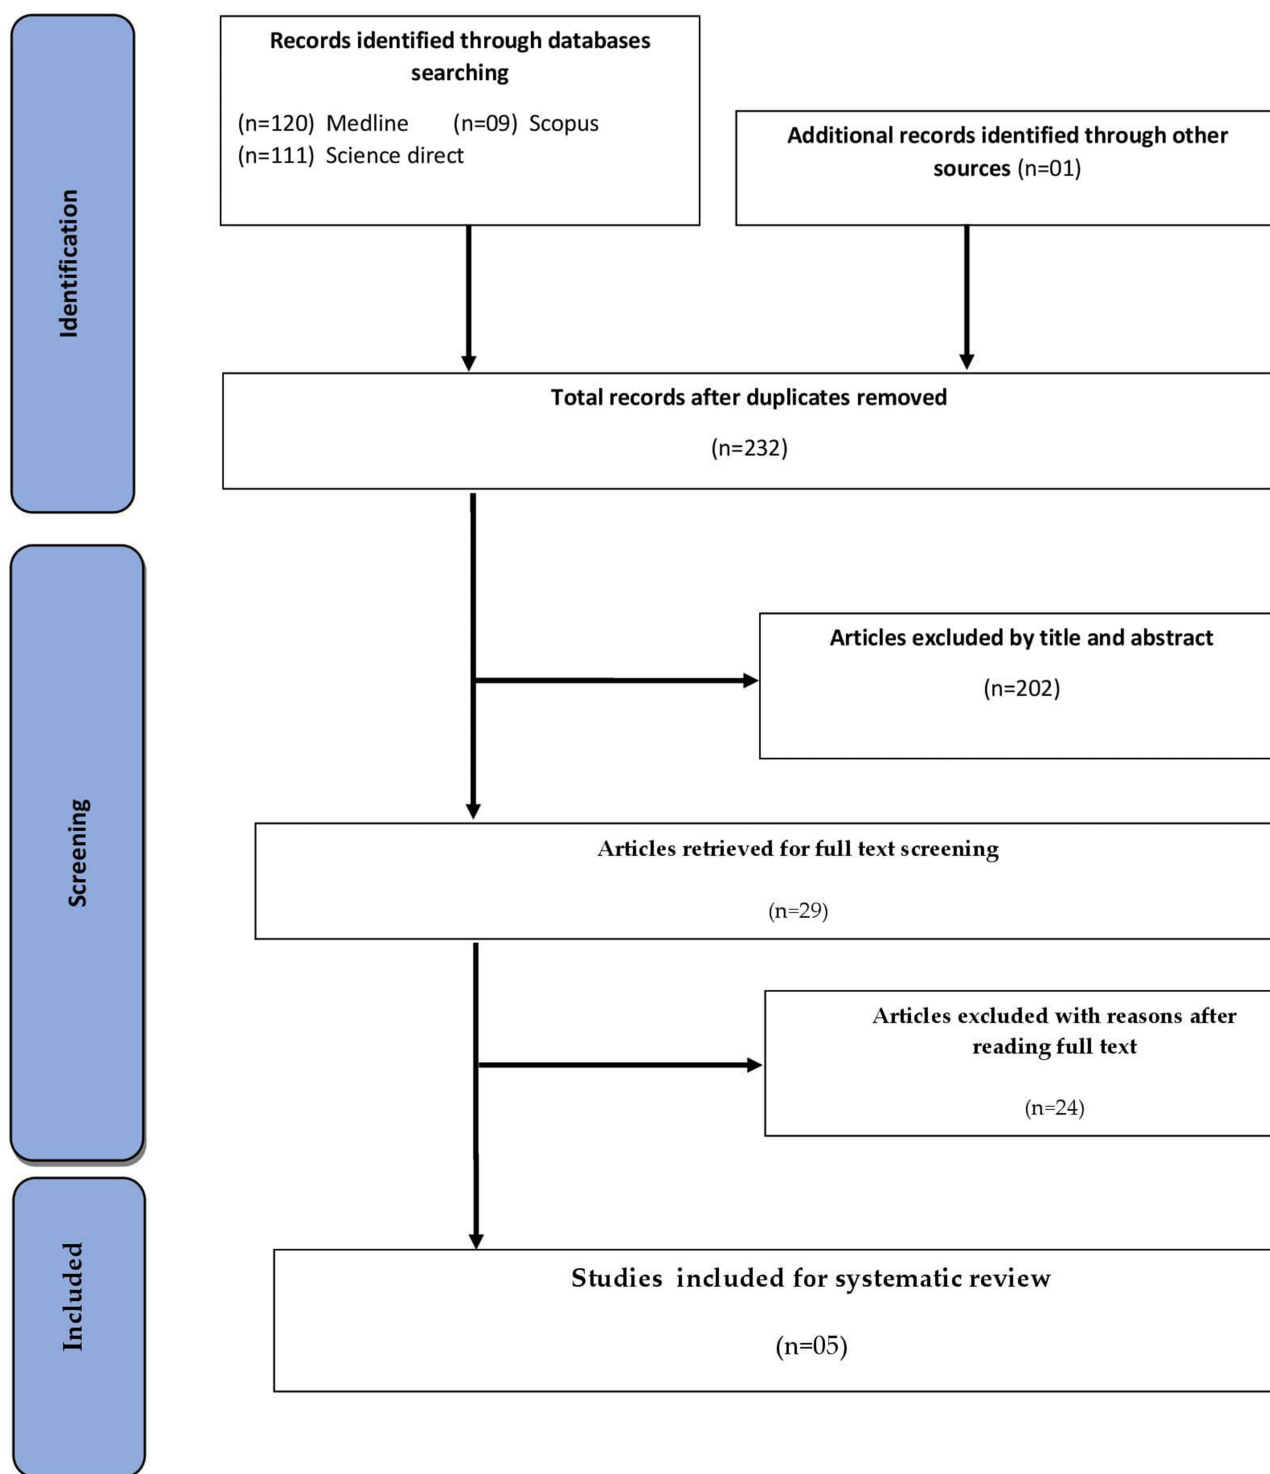 Identification
Records identified through databases
searching
(n=120) Medline (n=09) Scopus
(n=111) Science direct
Additional records identified through other
sources (n=01)
Total records after duplicates removed
(n=232)
Screening
Articles excluded by title and abstract
(n=202)
Articles retrieved for full text screening
(n=29)
Articles excluded with reasons after
reading full text
(n=24)
Included
Studies included for systematic review
(n=05)